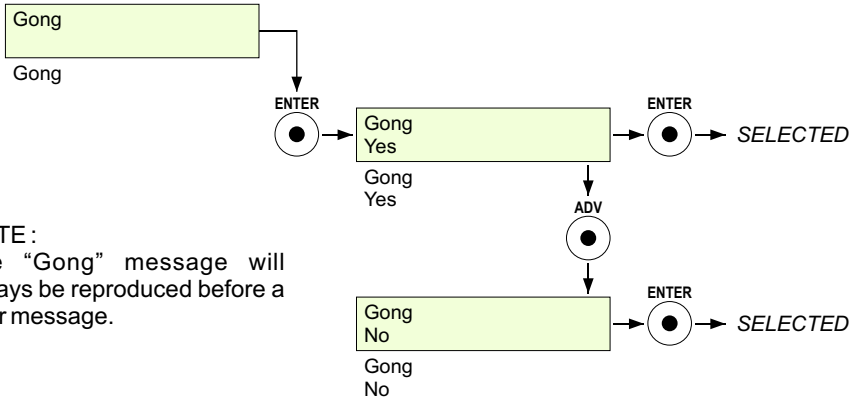 Gong
Gong
ENTER
Gong
Yes
ENTER
SELECTED
Gong
Yes
ADV
TE :
“Gong” message will
ays be reproduced before a
r message.
Gong
No
ENTER
SELECTED
Gong
No